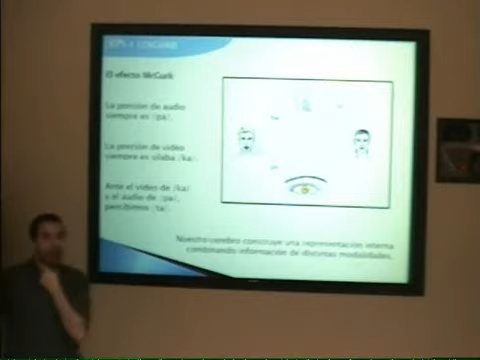 El efecto McGurk
La porción de audio
siempre es /pa/.
La porción de video
siempre es sílaba /ka/.
Ante el video de /ka/
y el audio de /pa/,
percibimos /ta/.
Nuestro cerebro construye una representación interna
combinando información de distintas modalidades.